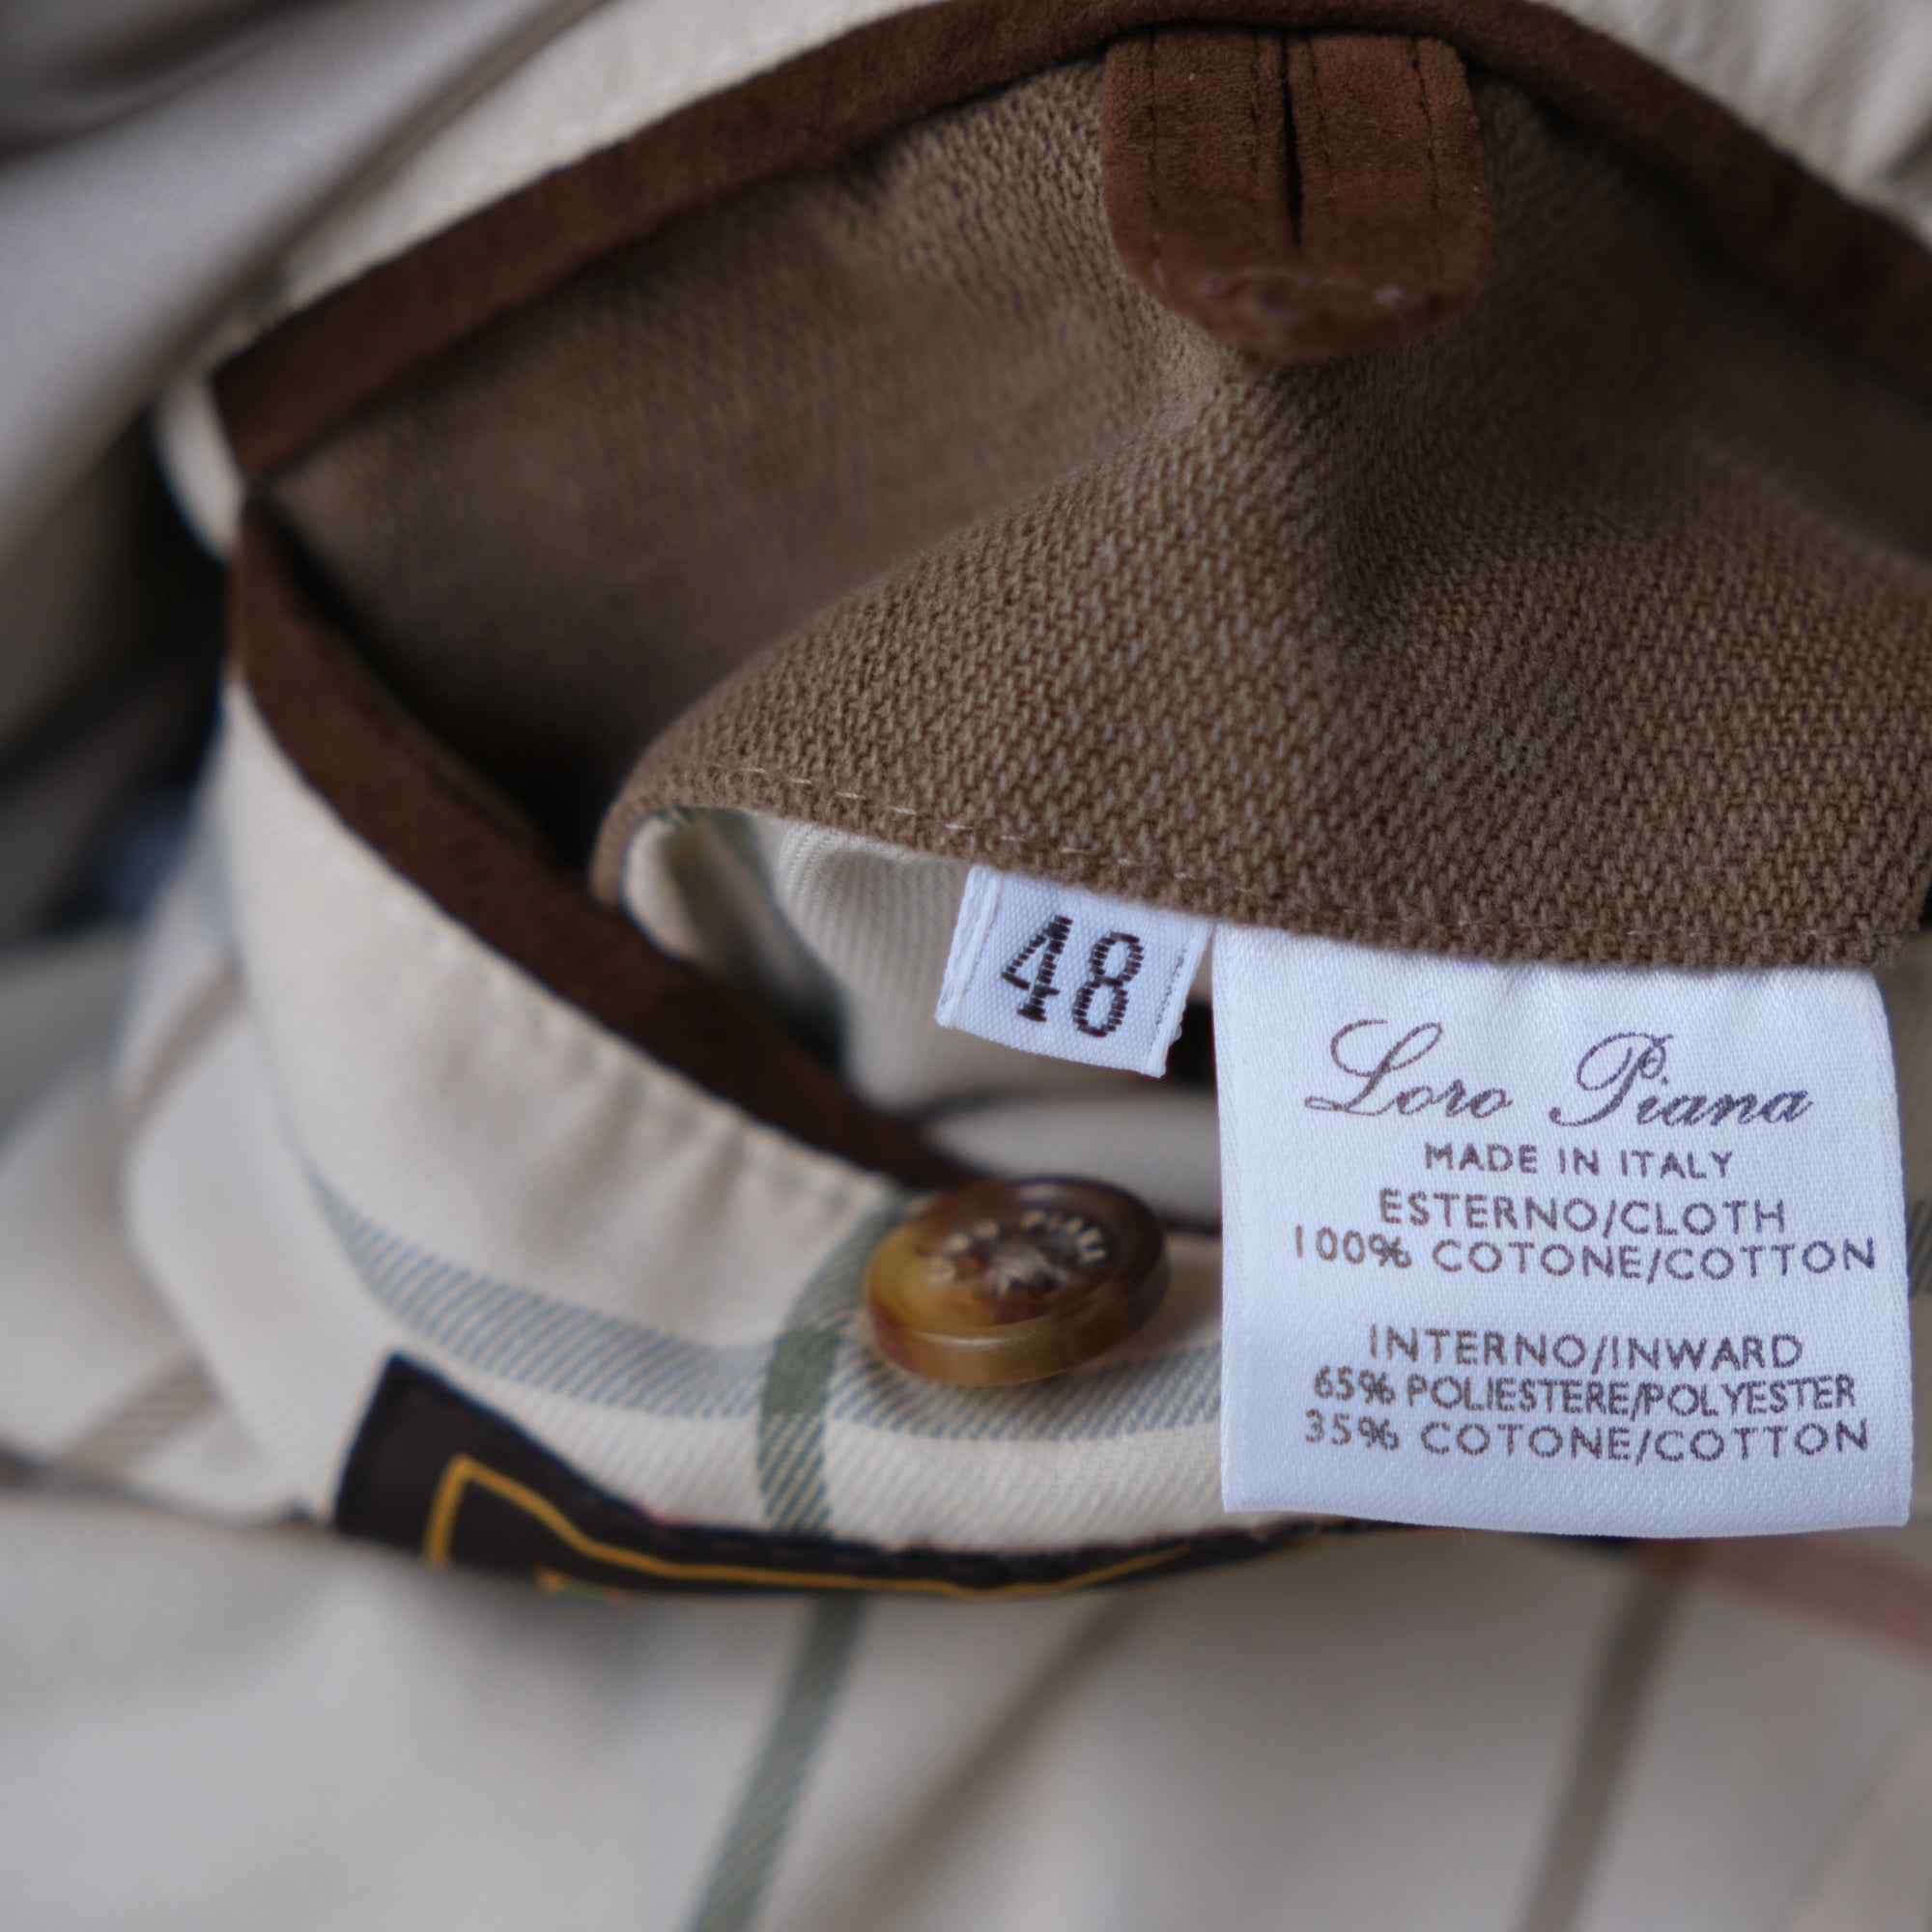 48
Loro Piana
MADE IN ITALY
ESTERNO/CLOTH
100% COTONE/COTTON
INTERNO/INWARD
65% POLIESTERE/POLYESTER
35% COTONE/COTTON